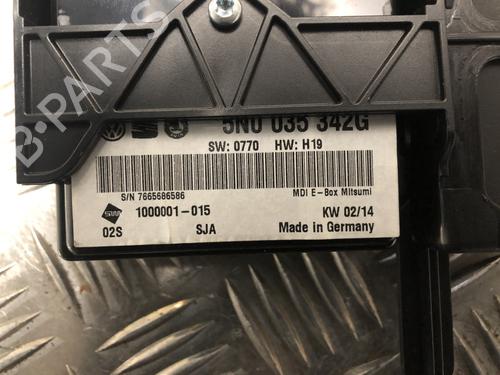 B-PARTS
5N0 035 342G
SW: 0770 HW: H19
S/N 7665686586
MDI E-Box Mitsumi
1000001-015
KW 02/14
02S
SJA
Made in Germany